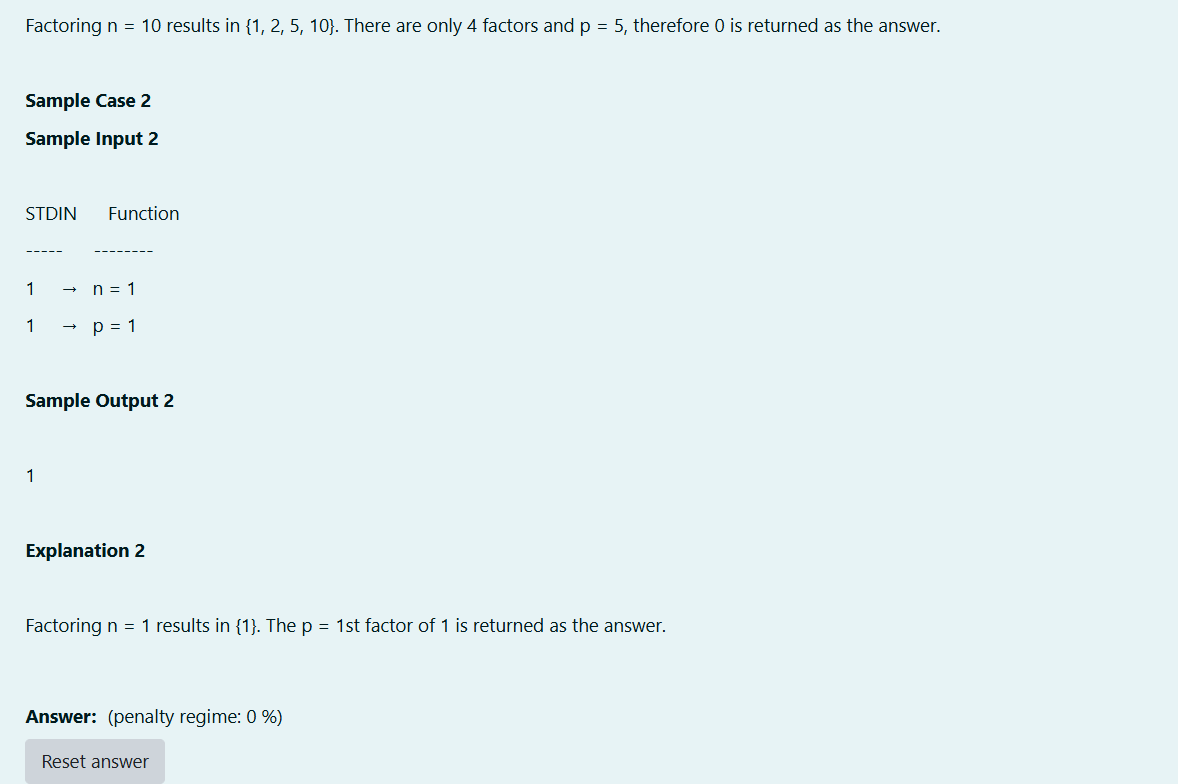 Factoring n = 10 results in {1, 2, 5, 10}. There are only 4 factors and p = 5, therefore 0 is returned as the answer.
Sample Case 2
Sample Input 2
STDIN Function
----- --------
1 → n = 1
1 → p = 1
Sample Output 2
1
Explanation 2
Factoring n = 1 results in {1}. The p = 1st factor of 1 is returned as the answer.
Answer: (penalty regime: 0 %)
Reset answer